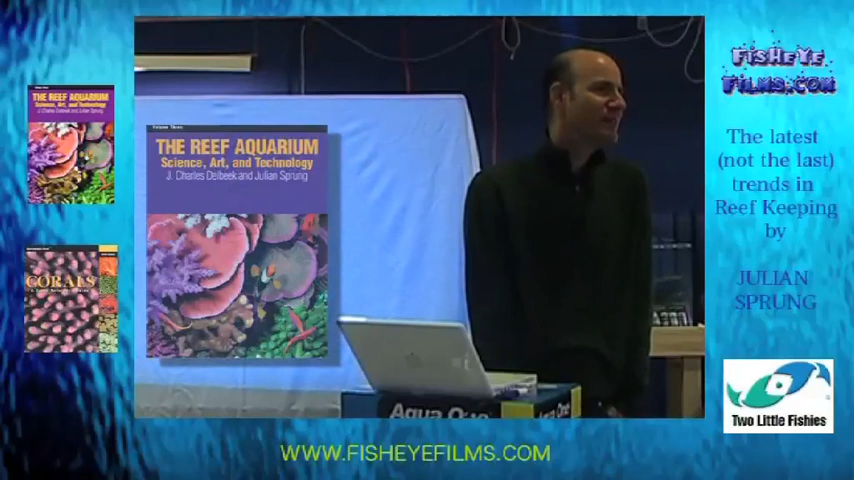 THE REEF AQUARIUM
Science, Art, and Technology
J. Charles Delbeek and Julian Sprung
CORALS
Volume Three
THE REEF AQUARIUM
Science, Art, and Technology
J. Charles Delbeek and Julian Sprung
Aqua One
Aqua One
FISHEYE
FILMS.COM
The latest
(not the last)
trends in
Reef Keeping
by
JULIAN
SPRUNG
Two Little Fishies
WWW.FISHEYEFILMS.COM